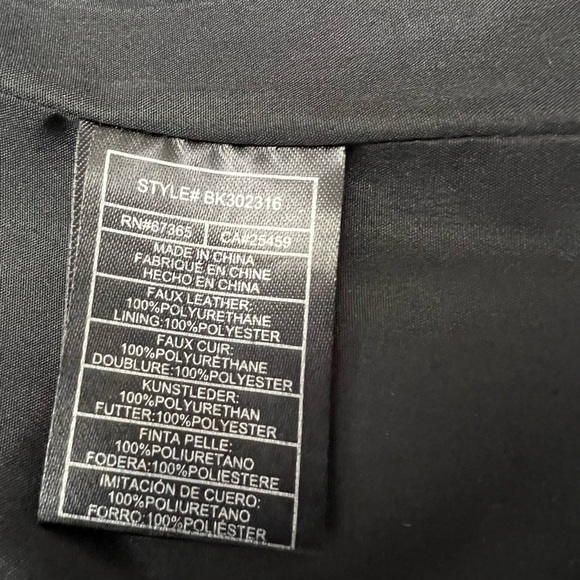 STYLE# BK302316
RN#67365 CA#25459
MADE IN CHINA
FABRIQUE EN CHINE
HECHO EN CHINA
FAUX LEATHER:
100%POLYURETHANE
LINING:100%POLYESTER
FAUX CUIR:
100%POLYURÉTHANE
DOUBLURE:100%POLYESTER
KUNSTLEDER:
100%POLYURETHAN
FUTTER:100%POLYESTER
FINTA PELLE:
100%POLIURETANO
FODERA:100%POLIESTERE
IMITACIÓN DE CUERO:
100%POLIURETANO
FORRO:100%POLIÉSTER